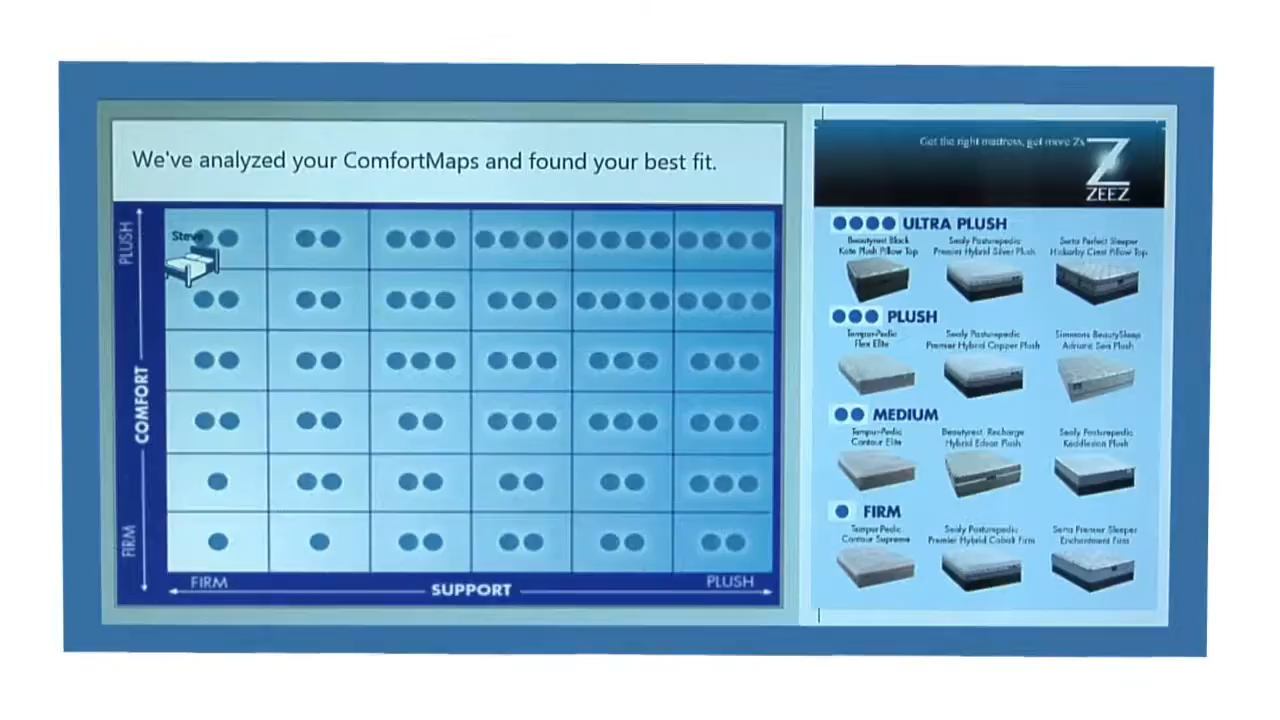 We've analyzed your ComfortMaps and found your best fit.
PLUSH
COMFORT
FIRM
Steve
FIRM
SUPPORT
PLUSH
Get the right mattress, get more Zs
Z
ZEEZ
ULTRA PLUSH
Beautyrest Black
Kate Plush Pillow Top
Sealy Posturepedic
Premier Hybrid Silver Plush
Serta Perfect Sleeper
Crest Pillow Top
PLUSH
Tempur-Pedic
Flex Elite
Sealy Posturepedic
Premier Hybrid Copper Plush
Simmons BeautySleep
Sea Plush
MEDIUM
Tempur-Pedic
Contour Elite
Beautyrest Recharge
Hybrid Edson Plush
Sealy Posturepedic
Plush
FIRM
Tempur-Pedic
Contour Supreme
Sealy Posturepedic
Premier Hybrid Cobalt Firm
Serta Premier Sleeper
Enchantment Firm